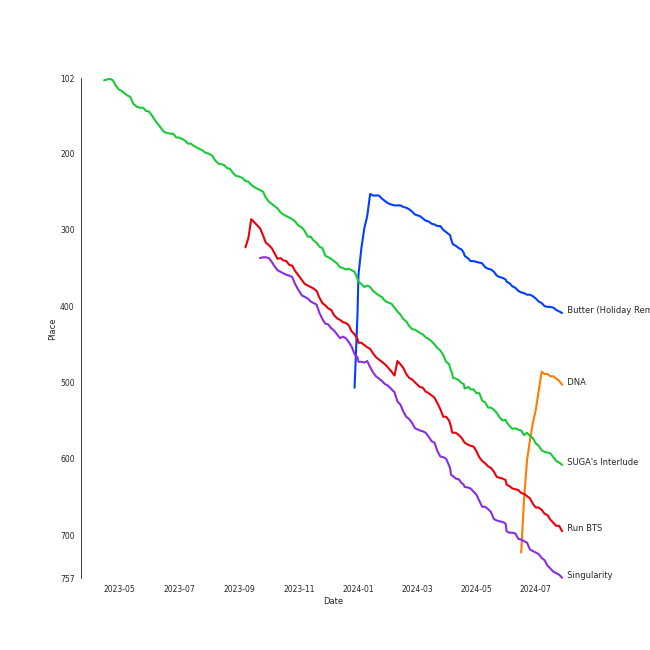 102
200
300
400
500
600
700
757
Place
2023-05 2023-07 2023-09 2023-11 2024-01 2024-03 2024-05 2024-07
Date
Butter (Holiday Rem
DNA
SUGA's Interlude
Run BTS
Singularity